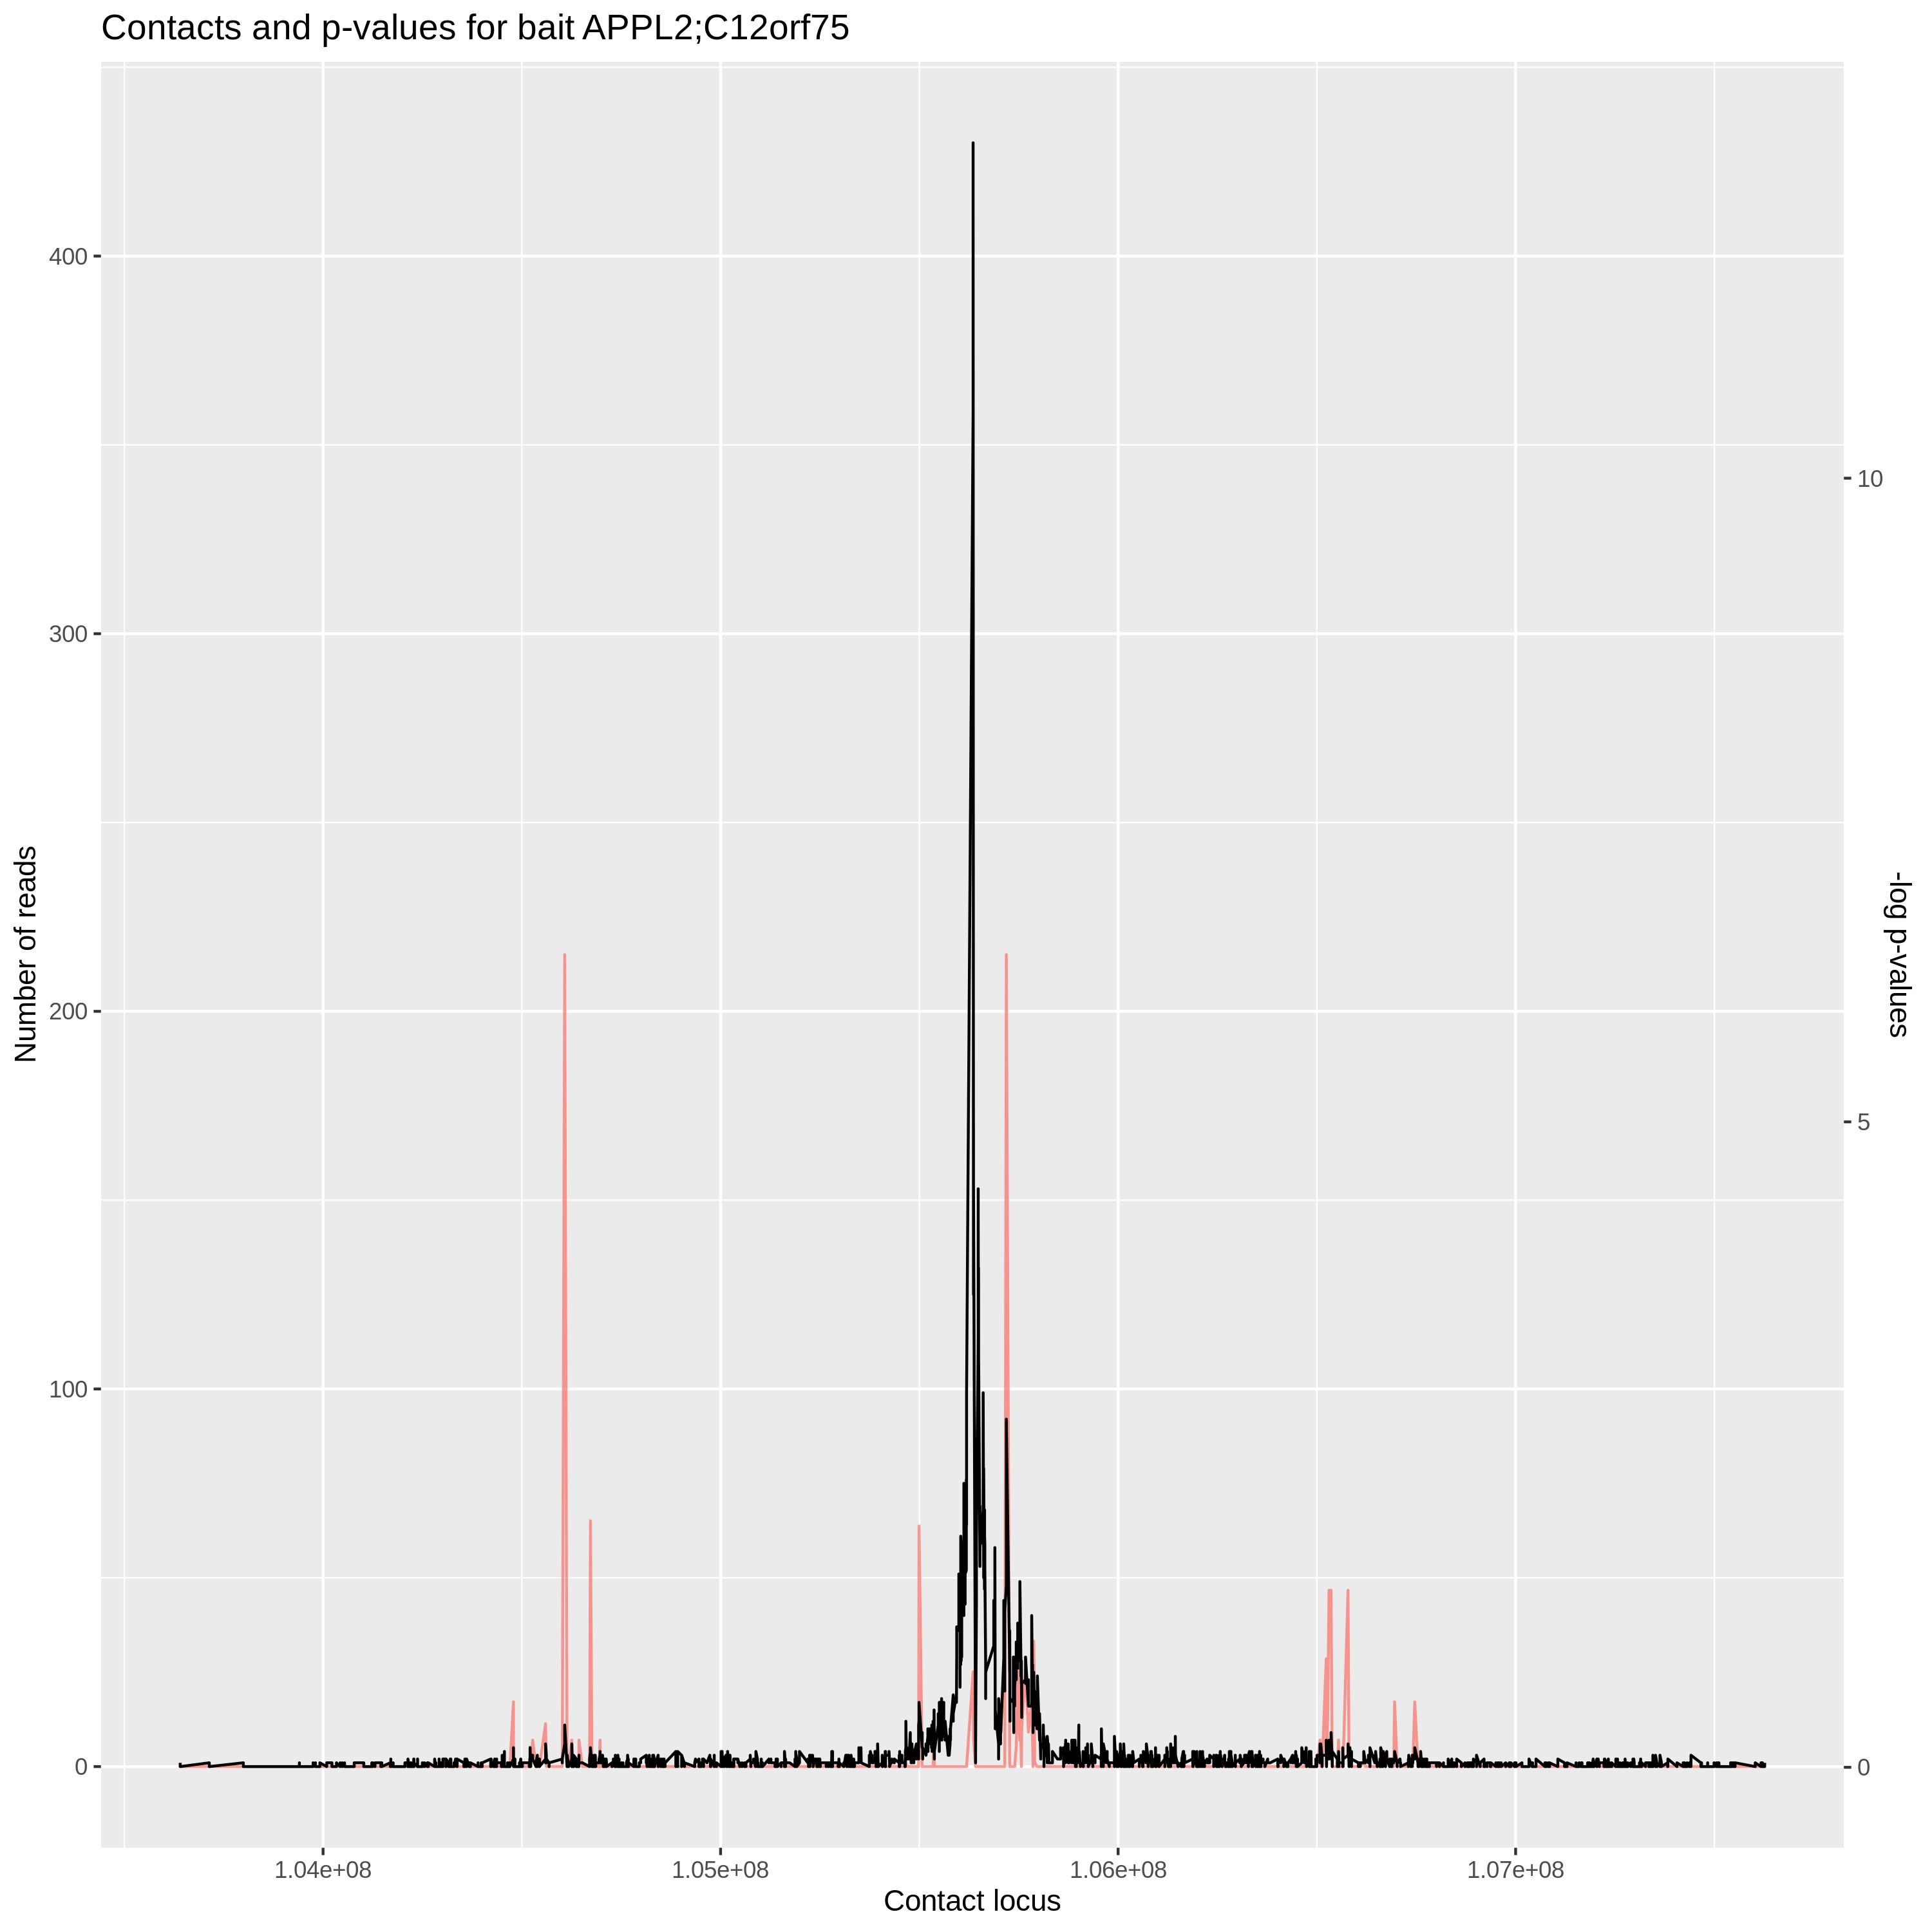 Contacts and p-values for bait APPL2;C12orf75
400
300
200
100
0
Number of reads
10
5
0
-log p-values
1.04e+08
1.05e+08
1.06e+08
1.07e+08
Contact locus